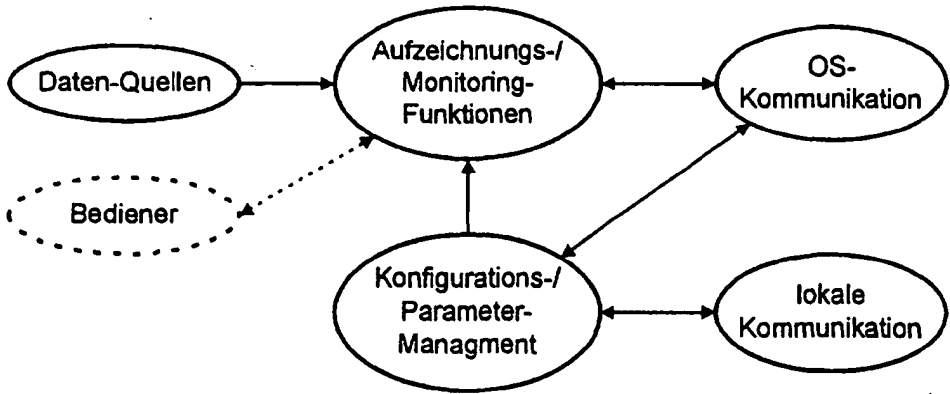 Daten-Quellen
Aufzeichnungs-/
Monitoring-
Funktionen
OS-
Kommunikation
Bediener
Konfigurations-/
Parameter-
Managment
lokale
Kommunikation